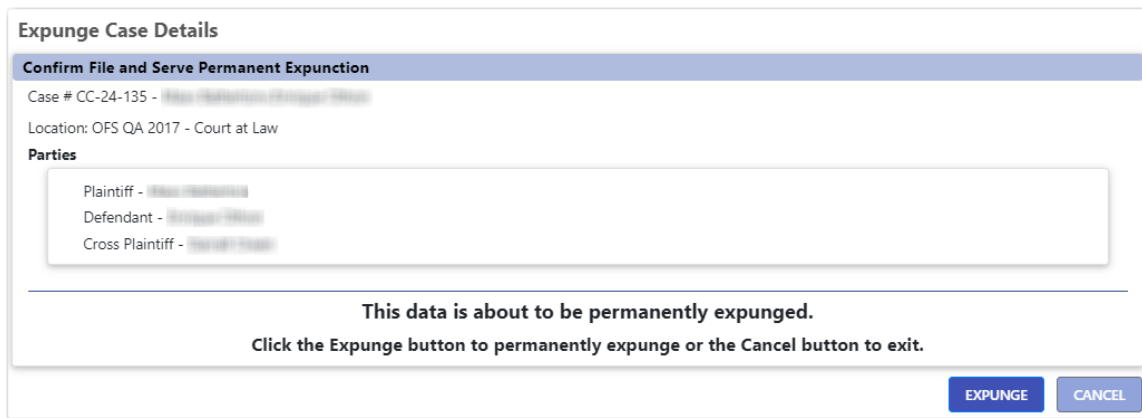 Expunge Case Details
Confirm File and Serve Permanent Expunction
Case # CC-24-135 -
Location: OFS QA 2017 - Court at Law
Parties
Plaintiff -
Defendant -
Cross Plaintiff -
This data is about to be permanently expunged.
Click the Expunge button to permanently expunge or the Cancel button to exit.
EXPUNGE CANCEL